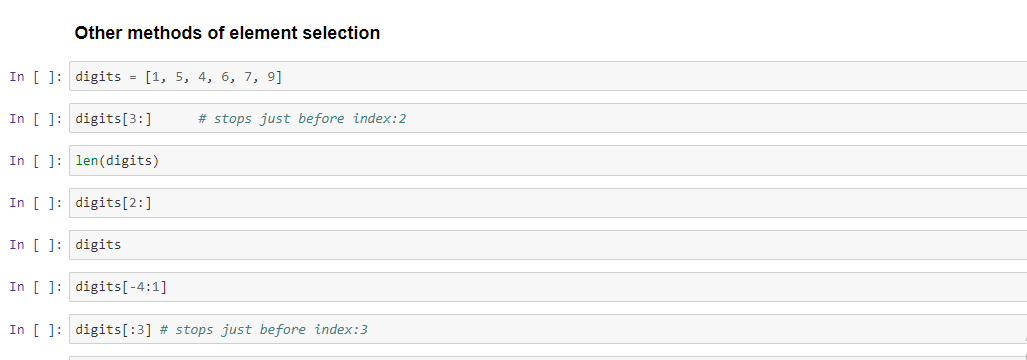 Other methods of element selection
In [ ]: digits = [1, 5, 4, 6, 7, 9]
In [ ]: digits[3:]      # stops just before index:2
In [ ]: len(digits)
In [ ]: digits[2:]
In [ ]: digits
In [ ]: digits[-4:1]
In [ ]: digits[:3] # stops just before index:3